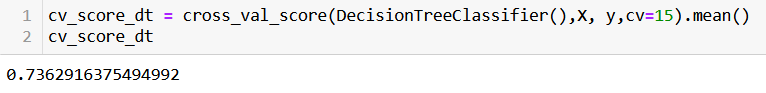 1 cv_score_dt = cross_val_score(DecisionTreeClassifier(),X, y,cv=15).mean()
2 cv_score_dt
0.7362916375494992